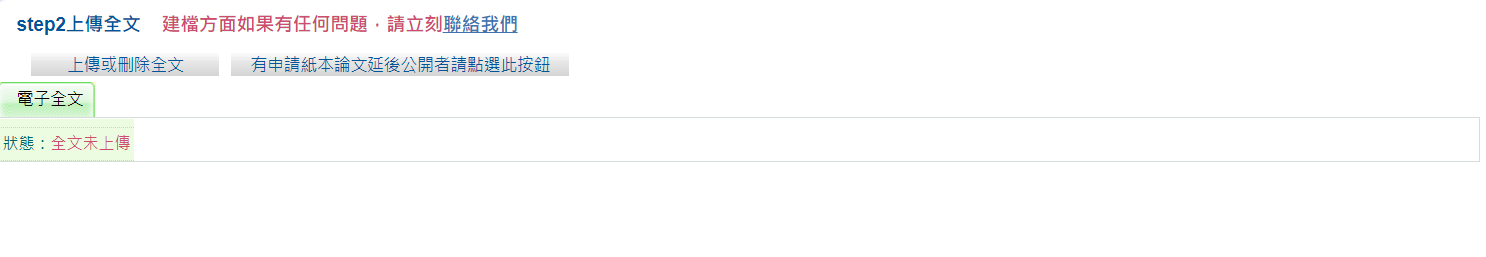 step2上傳全文 建檔方面如果有任何問題，請立刻聯絡我們
上傳或刪除全文 有申請紙本論文延後公開者請點選此按鈕
電子全文
狀態：全文未上傳